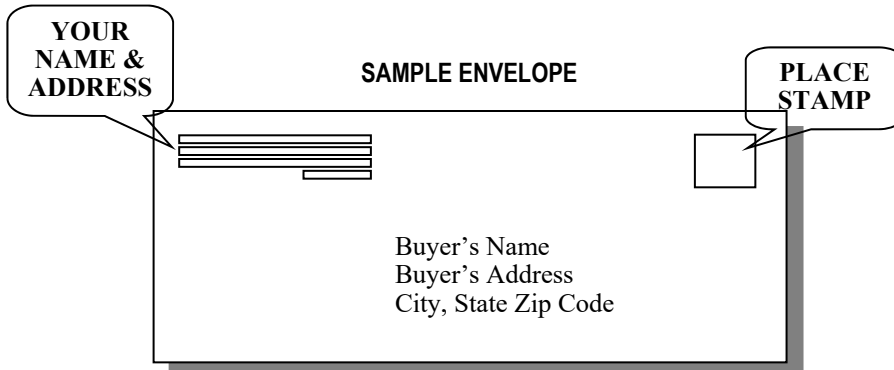 YOUR
NAME &
ADDRESS
SAMPLE ENVELOPE
PLACE
STAMP
Buyer’s Name
Buyer’s Address
City, State Zip Code